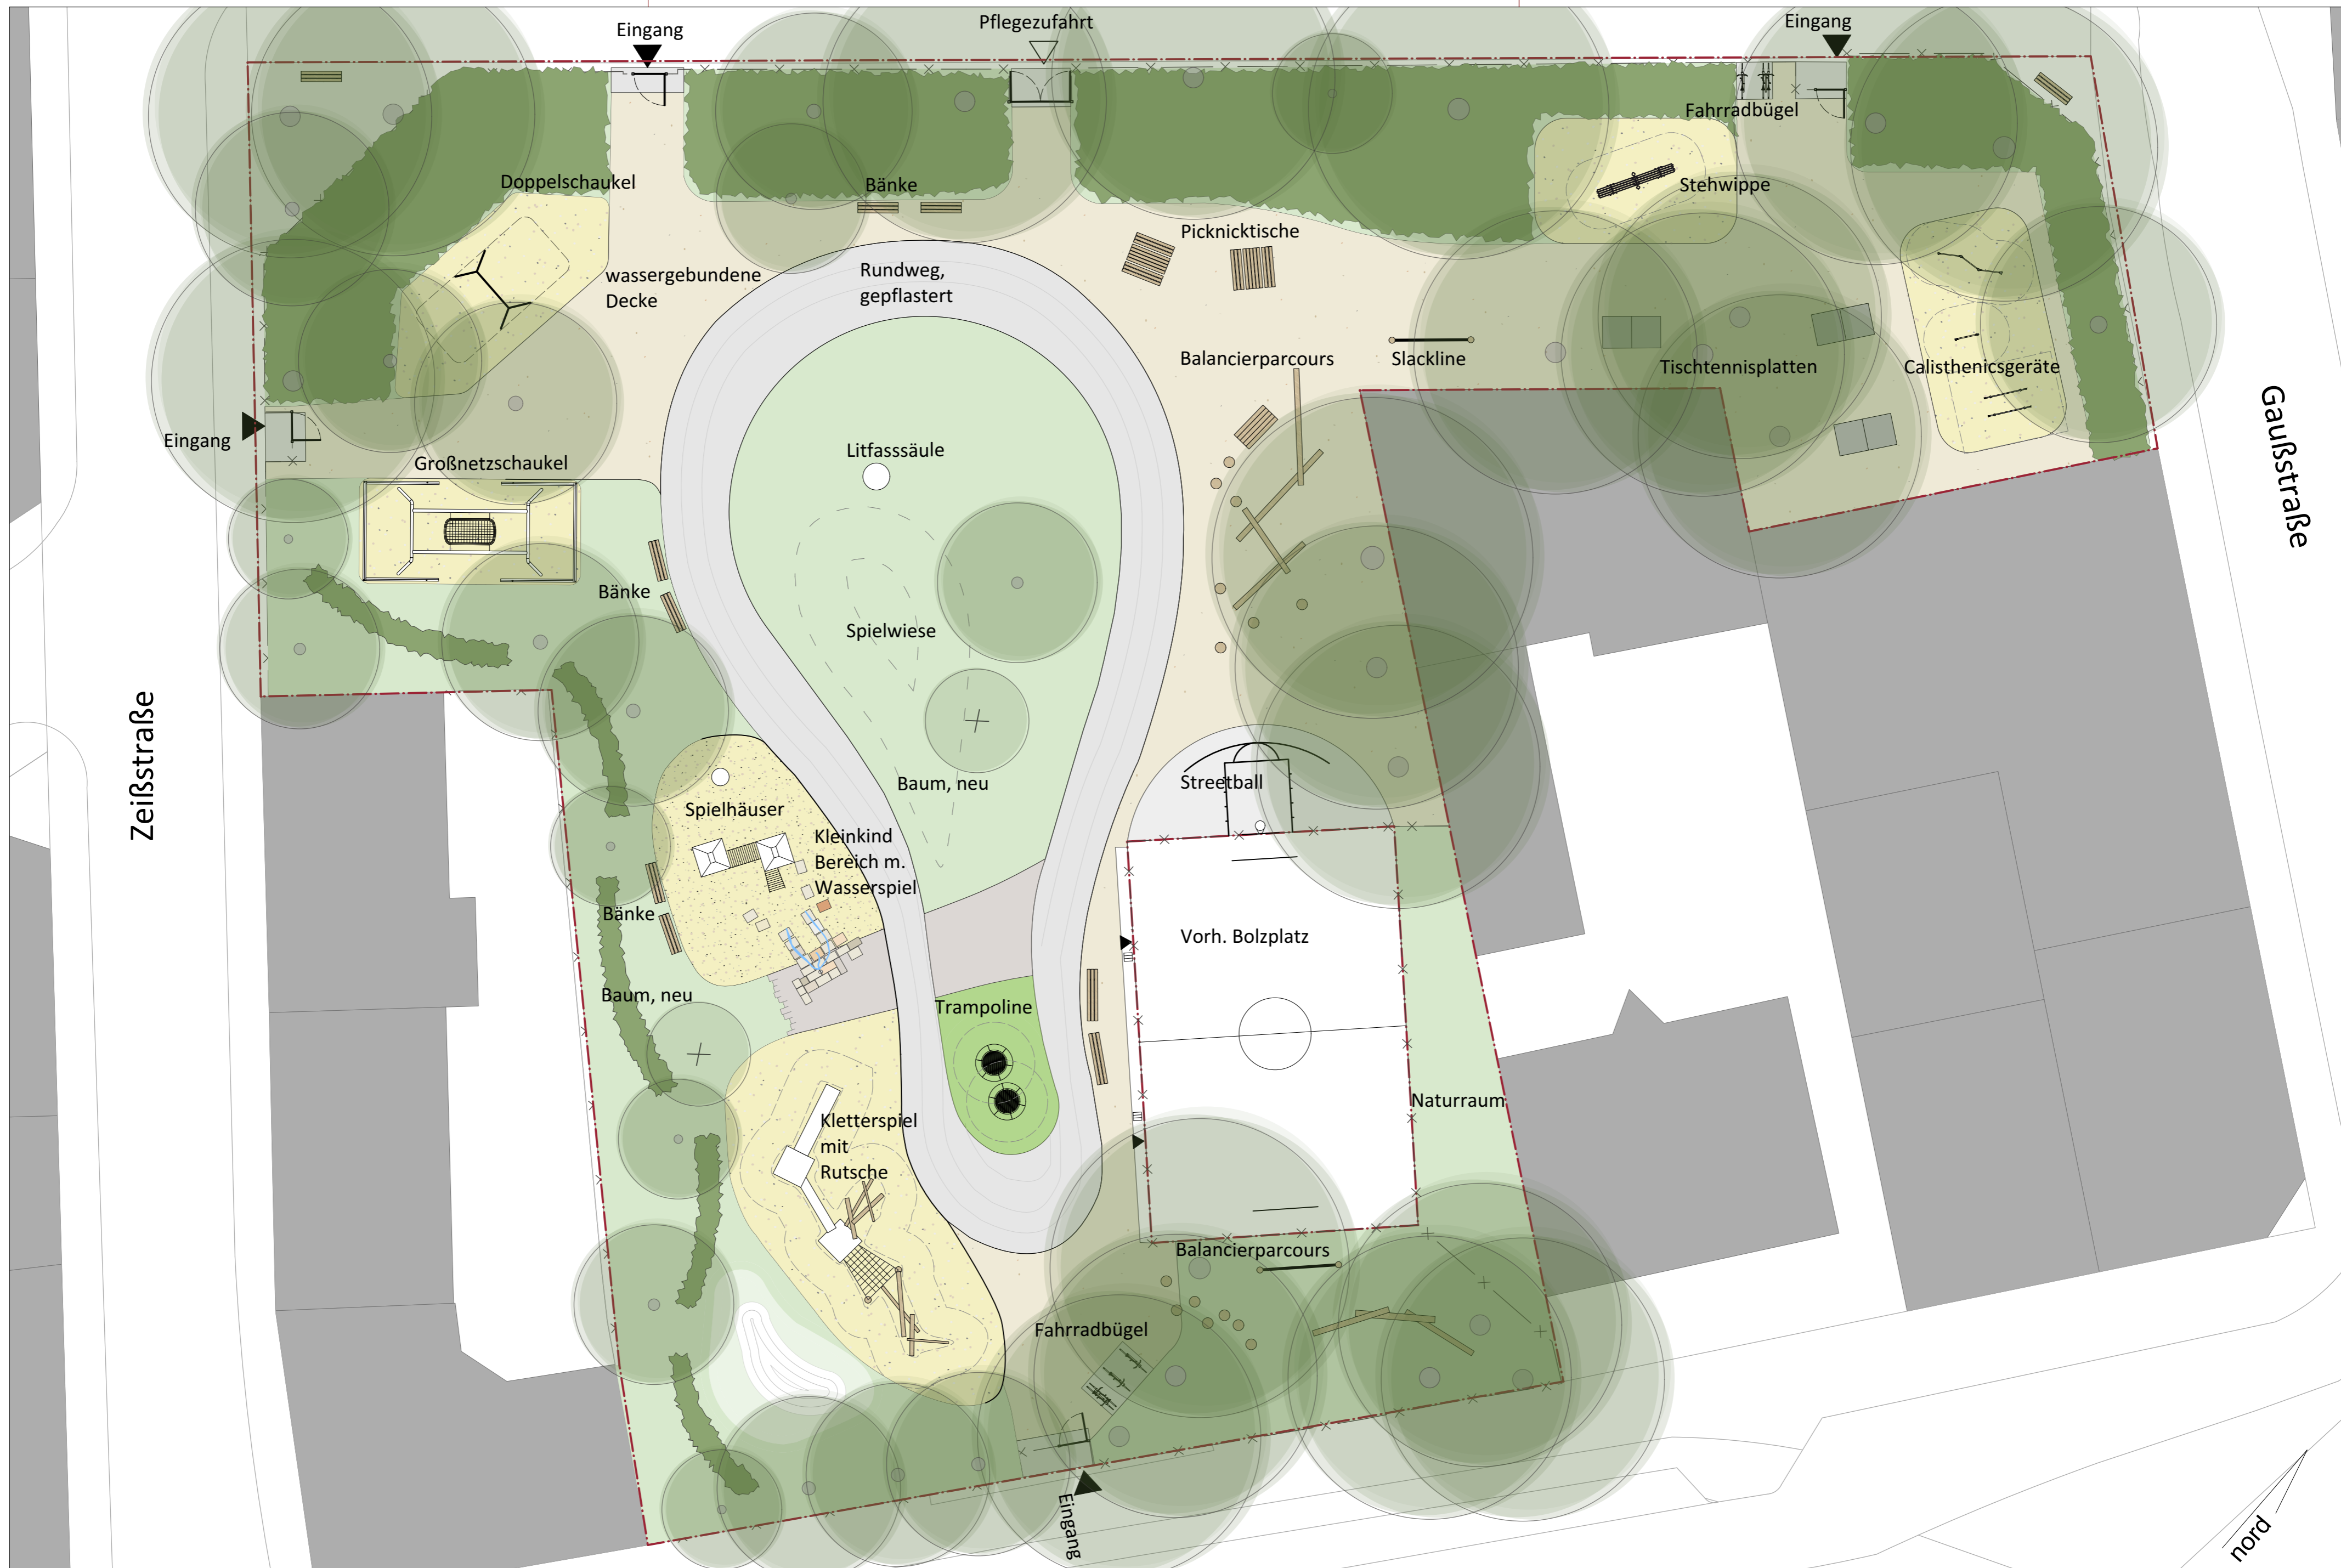 Eingang
Pflegezufahrt
Eingang
Fahrradbügel
Doppelschaukel
Bänke
Stehwippe
Picknicktische
wassergebundene
Decke
Rundweg,
gepflastert
Balancierparcours
Slackline
Tischtennisplatten
Calisthenicsgeräte
Gaußstraße
Eingang
Großnetzschaukel
Litfasssäule
Bänke
Spielwiese
Zeißstraße
Baum, neu
Streetball
Spielhäuser
Kleinkind
Bereich m.
Wasserspiel
Bänke
Vorh. Bolzplatz
Baum, neu
Trampoline
Naturraum
Kletterspiel
mit
Rutsche
Balancierparcours
Fahrradbügel
Eingang
nord